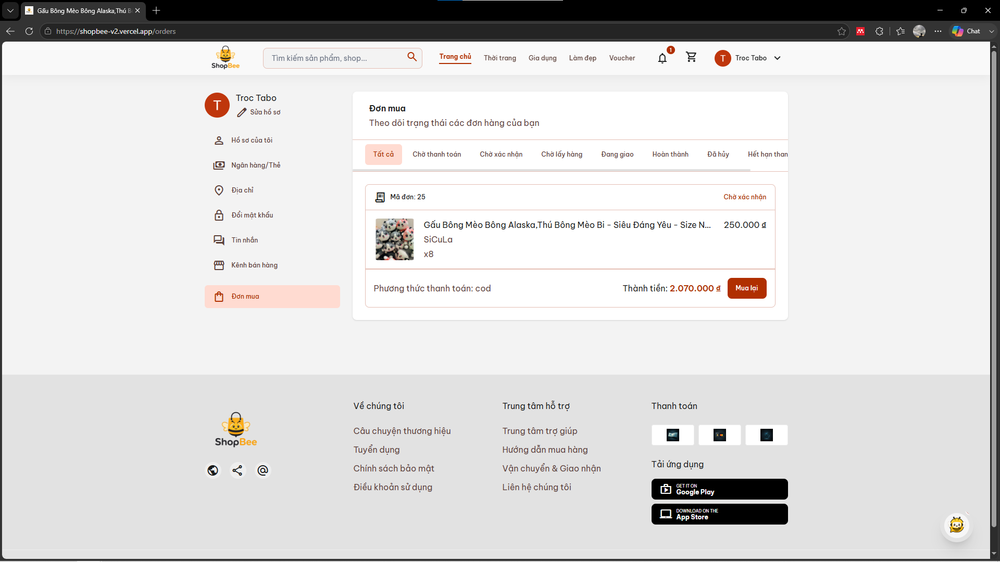 Gấu Bông Mèo Bông Alaska,Thú B
https://shopbee-v2.vercel.app/orders
Chat
ShopBee
Tìm kiếm sản phẩm, shop...
Trang chủ
Thời trang
Gia dụng
Làm đẹp
Voucher
1
T
Troc Tabo
T
Troc Tabo
Sửa hồ sơ
Hồ sơ của tôi
Ngân hàng/Thẻ
Địa chỉ
Đổi mật khẩu
Tin nhắn
Kênh bán hàng
Đơn mua
Đơn mua
Theo dõi trạng thái các đơn hàng của bạn
Tất cả
Chờ thanh toán
Chờ xác nhận
Chờ lấy hàng
Đang giao
Hoàn thành
Đã hủy
Hết hạn than
Mã đơn: 25
Chờ xác nhận
Gấu Bông Mèo Bông Alaska,Thú Bông Mèo Bi - Siêu Đáng Yêu - Size N...
250.000 ₫
SiCuLa
x8
Phương thức thanh toán: cod
Thành tiền: 2.070.000 ₫
Mua lại
ShopBee
Về chúng tôi
Câu chuyện thương hiệu
Tuyển dụng
Chính sách bảo mật
Điều khoản sử dụng
Trung tâm hỗ trợ
Trung tâm trợ giúp
Hướng dẫn mua hàng
Vận chuyển & Giao nhận
Liên hệ chúng tôi
Thanh toán
Tải ứng dụng
GET IT ON
Google Play
DOWNLOAD ON THE
App Store